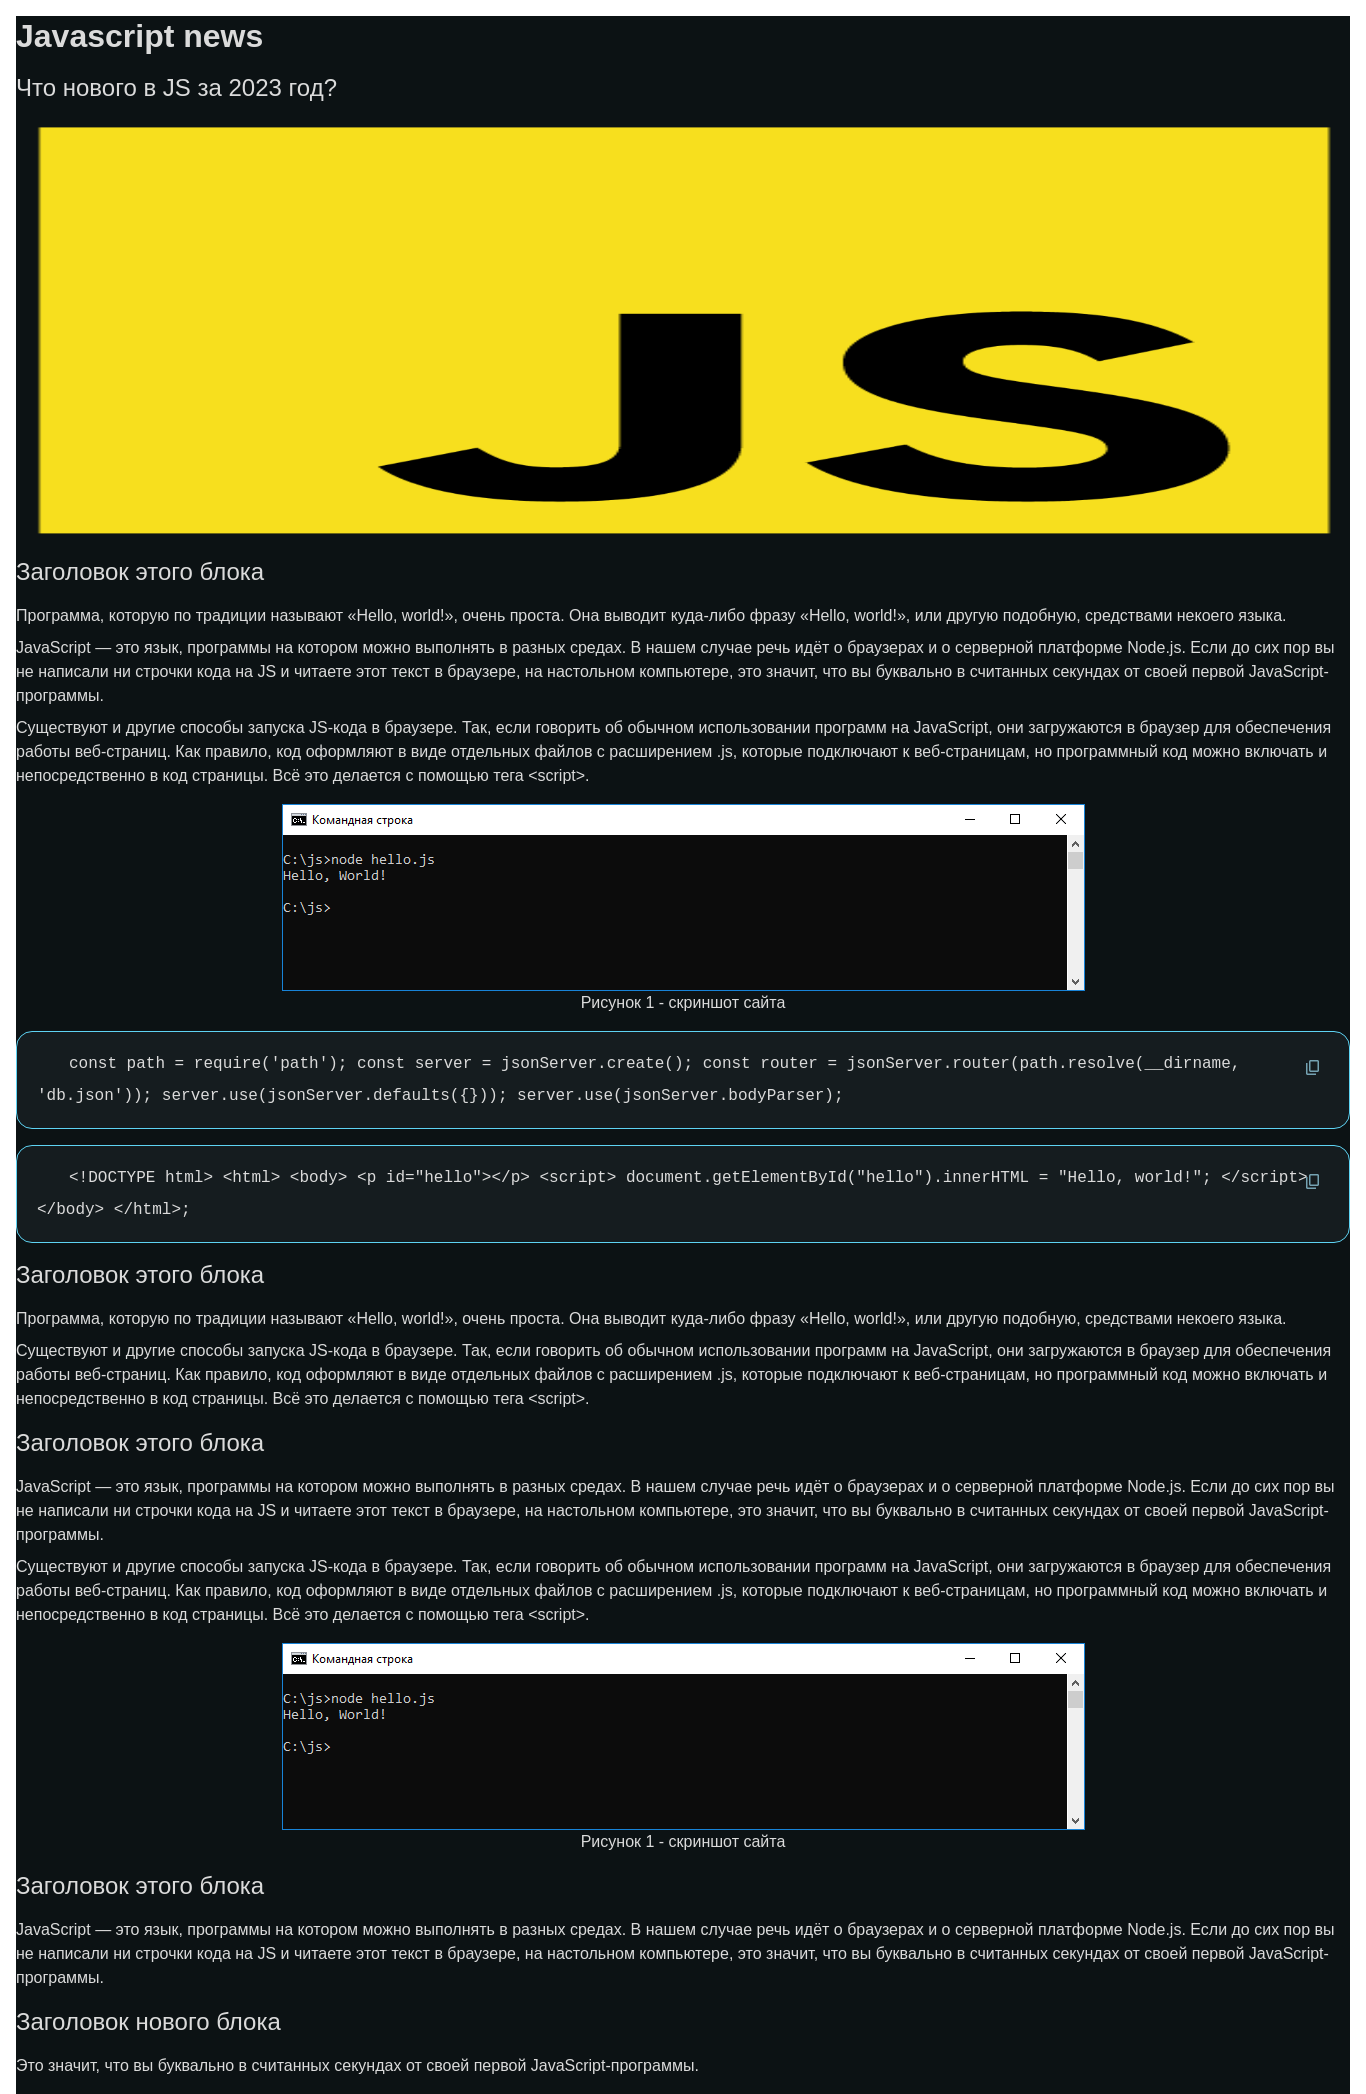 Javascript news
Что нового в JS за 2023 год?
JS
Заголовок этого блока
Программа, которую по традиции называют «Hello, world!», очень проста. Она выводит куда-либо фразу «Hello, world!», или другую подобную, средствами некоего языка.
JavaScript — это язык, программы на котором можно выполнять в разных средах. В нашем случае речь идёт о браузерах и о серверной платформе Node.js. Если до сих пор вы
не написали ни строчки кода на JS и читаете этот текст в браузере, на настольном компьютере, это значит, что вы буквально в считанных секундах от своей первой JavaScript-
программы.
Существуют и другие способы запуска JS-кода в браузере. Так, если говорить об обычном использовании программ на JavaScript, они загружаются в браузер для обеспечения
работы веб-страниц. Как правило, код оформляют в виде отдельных файлов с расширением .js, которые подключают к веб-страницам, но программный код можно включать и
непосредственно в код страницы. Всё это делается с помощью тега <script>.
Командная строка
C:\js>node hello.js
Hello, World!
C:\js>
Рисунок 1 - скриншот сайта
const path = require('path'); const server = jsonServer.create(); const router = jsonServer.router(path.resolve(__dirname,
'db.json')); server.use(jsonServer.defaults({})); server.use(jsonServer.bodyParser);
<!DOCTYPE html> <html> <body> <p id="hello"></p> <script> document.getElementById("hello").innerHTML = "Hello, world!"; </script>
</body> </html>;
Заголовок этого блока
Программа, которую по традиции называют «Hello, world!», очень проста. Она выводит куда-либо фразу «Hello, world!», или другую подобную, средствами некоего языка.
Существуют и другие способы запуска JS-кода в браузере. Так, если говорить об обычном использовании программ на JavaScript, они загружаются в браузер для обеспечения
работы веб-страниц. Как правило, код оформляют в виде отдельных файлов с расширением .js, которые подключают к веб-страницам, но программный код можно включать и
непосредственно в код страницы. Всё это делается с помощью тега <script>.
Заголовок этого блока
JavaScript — это язык, программы на котором можно выполнять в разных средах. В нашем случае речь идёт о браузерах и о серверной платформе Node.js. Если до сих пор вы
не написали ни строчки кода на JS и читаете этот текст в браузере, на настольном компьютере, это значит, что вы буквально в считанных секундах от своей первой JavaScript-
программы.
Существуют и другие способы запуска JS-кода в браузере. Так, если говорить об обычном использовании программ на JavaScript, они загружаются в браузер для обеспечения
работы веб-страниц. Как правило, код оформляют в виде отдельных файлов с расширением .js, которые подключают к веб-страницам, но программный код можно включать и
непосредственно в код страницы. Всё это делается с помощью тега <script>.
Командная строка
C:\js>node hello.js
Hello, World!
C:\js>
Рисунок 1 - скриншот сайта
Заголовок этого блока
JavaScript — это язык, программы на котором можно выполнять в разных средах. В нашем случае речь идёт о браузерах и о серверной платформе Node.js. Если до сих пор вы
не написали ни строчки кода на JS и читаете этот текст в браузере, на настольном компьютере, это значит, что вы буквально в считанных секундах от своей первой JavaScript-
программы.
Заголовок нового блока
Это значит, что вы буквально в считанных секундах от своей первой JavaScript-программы.